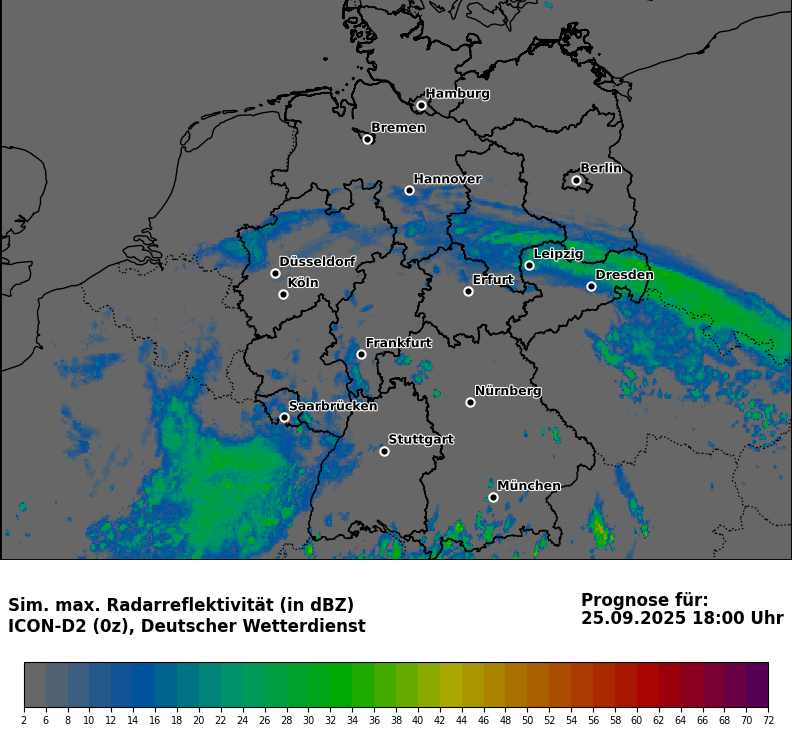 Hamburg
Bremen
Berlin
Hannover
Leipzig
Düsseldorf
Dresden
Köln
Erfurt
Frankfurt
Nürnberg
Saarbrücken
Stuttgart
München
Sim. max. Radarreflektivität (in dBZ)
ICON-D2 (0z), Deutscher Wetterdienst
Prognose für:
25.09.2025 18:00 Uhr
2 6 8 10 12 14 16 18 20 22 24 26 28 30 32 34 36 38 40 42 44 46 48 50 52 54 56 58 60 62 64 66 68 70 72